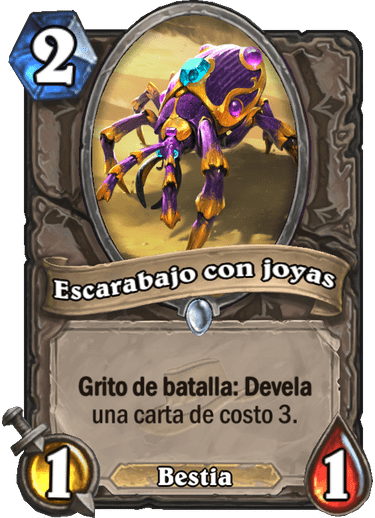 2
Escarabajo con joyas
Grito de batalla: Devela
una carta de costo 3.
1
Bestia
1